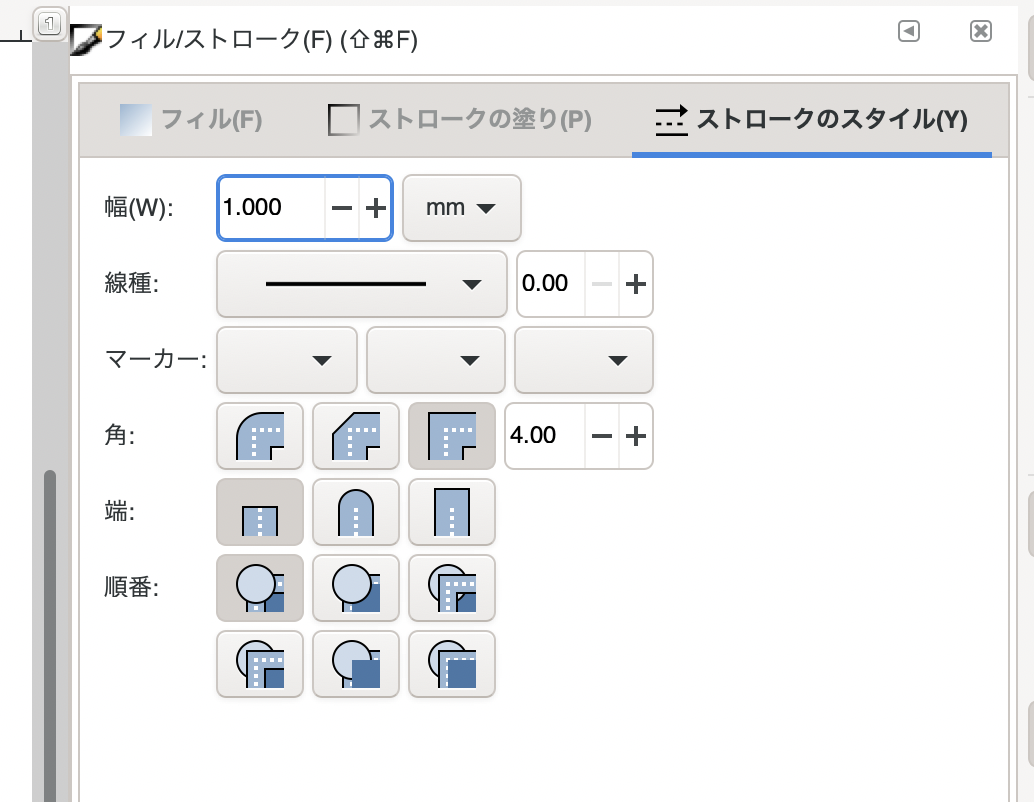 1
フィル/ストローク(F) (⇧⌘F)
フィル(F) ストロークの塗り(P) ストロークのスタイル(Y)
幅(W): 1.000 mm
線種: 0.00
マーカー:
角: 4.00
端:
順番: